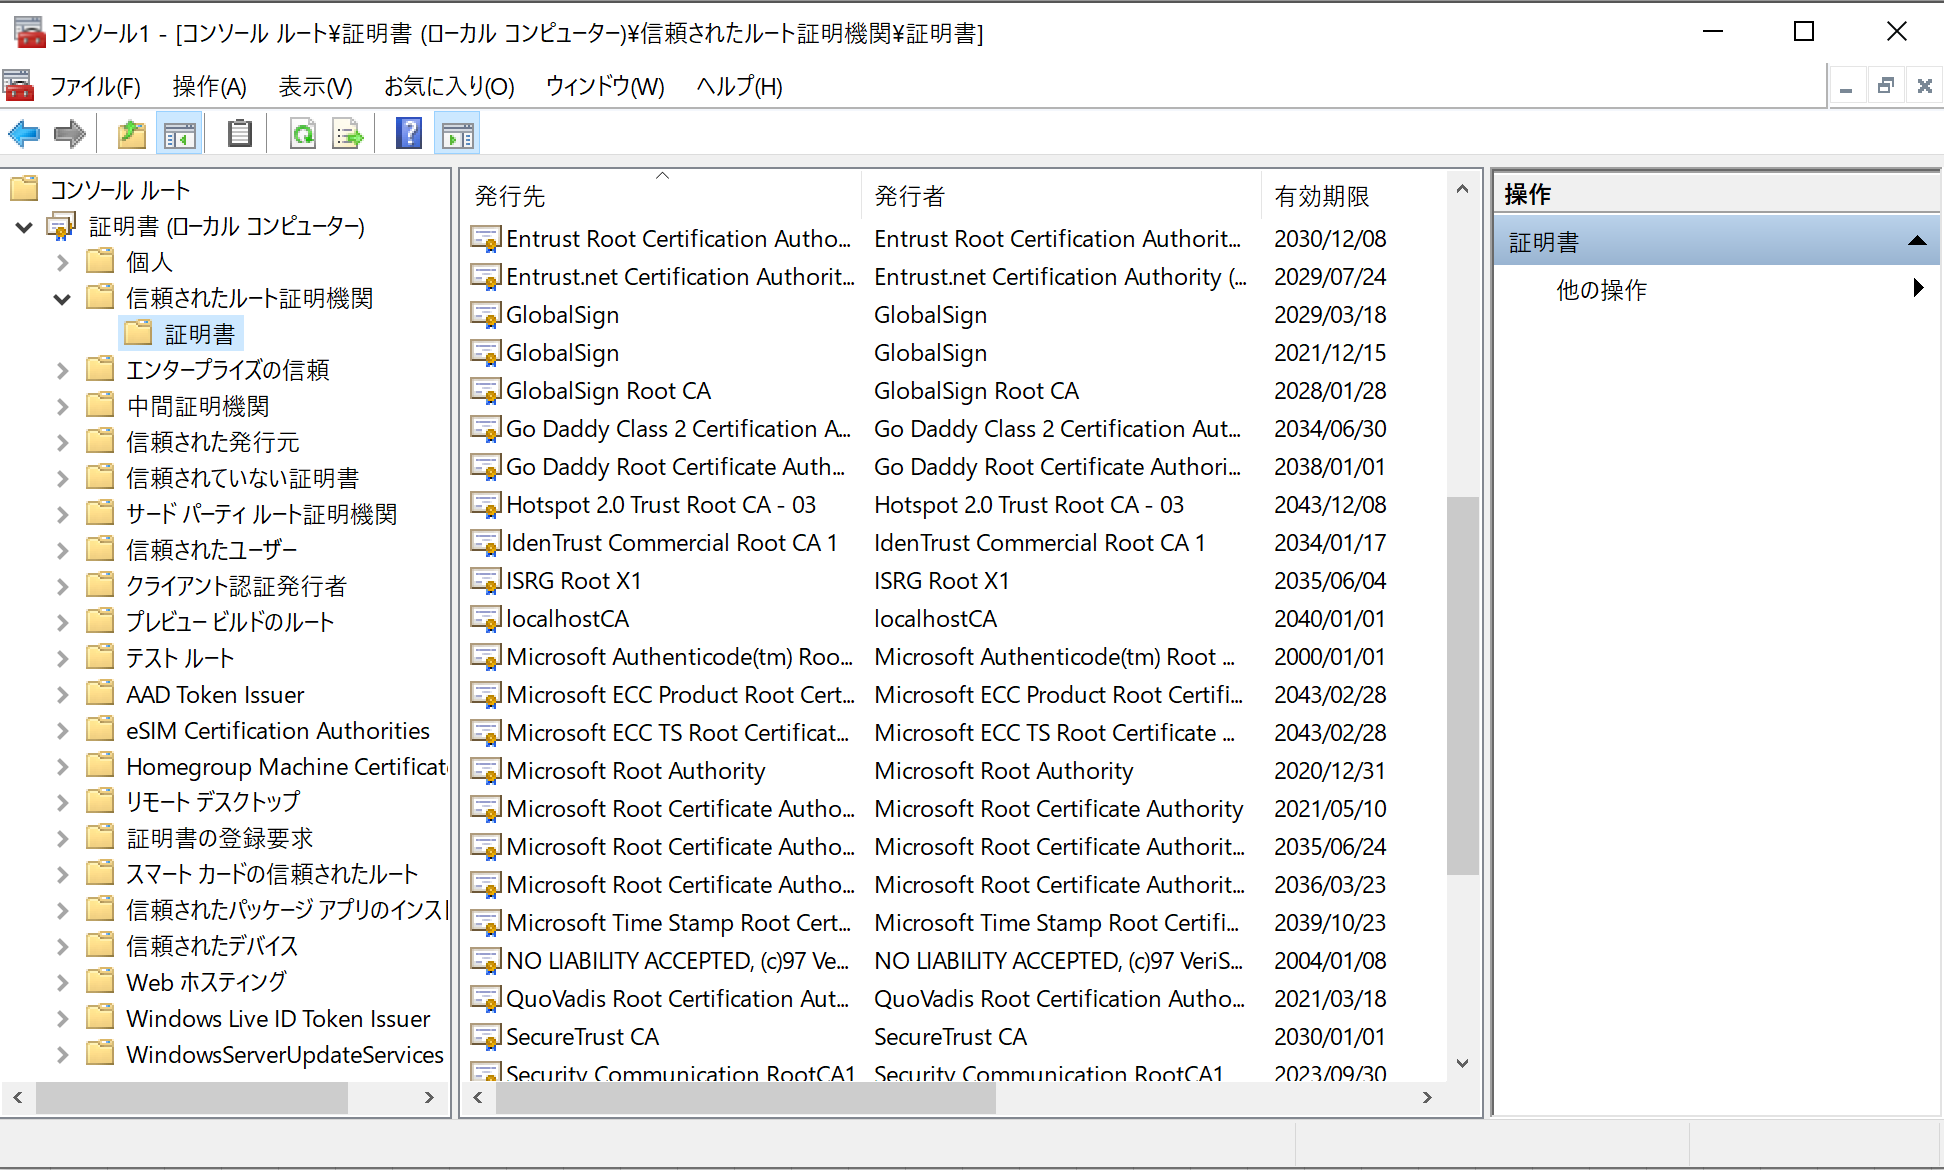 コンソール1 - [コンソール ルート¥証明書 (ローカル コンピューター)¥信頼されたルート証明機関¥証明書]
ファイル(F) 操作(A) 表示(V) お気に入り(O) ウィンドウ(W) ヘルプ(H)
コンソール ルート
証明書 (ローカル コンピューター)
個人
信頼されたルート証明機関
証明書
エンタープライズの信頼
中間証明機関
信頼された発行元
信頼されていない証明書
サード パーティ ルート証明機関
信頼されたユーザー
クライアント認証発行者
プレビュー ビルドのルート
テスト ルート
AAD Token Issuer
eSIM Certification Authorities
Homegroup Machine Certificat
リモート デスクトップ
証明書の登録要求
スマート カードの信頼されたルート
信頼されたパッケージ アプリのインスト
信頼されたデバイス
Web ホスティング
Windows Live ID Token Issuer
WindowsServerUpdateServices
発行先 発行者 有効期限
Entrust Root Certification Autho... Entrust Root Certification Authorit... 2030/12/08
Entrust.net Certification Authorit... Entrust.net Certification Authority (... 2029/07/24
GlobalSign GlobalSign 2029/03/18
GlobalSign GlobalSign 2021/12/15
GlobalSign Root CA GlobalSign Root CA 2028/01/28
Go Daddy Class 2 Certification A... Go Daddy Class 2 Certification Aut... 2034/06/30
Go Daddy Root Certificate Auth... Go Daddy Root Certificate Authori... 2038/01/01
Hotspot 2.0 Trust Root CA - 03 Hotspot 2.0 Trust Root CA - 03 2043/12/08
IdenTrust Commercial Root CA 1 IdenTrust Commercial Root CA 1 2034/01/17
ISRG Root X1 ISRG Root X1 2035/06/04
localhostCA localhostCA 2040/01/01
Microsoft Authenticode(tm) Roo... Microsoft Authenticode(tm) Root ... 2000/01/01
Microsoft ECC Product Root Cert... Microsoft ECC Product Root Certifi... 2043/02/28
Microsoft ECC TS Root Certificat... Microsoft ECC TS Root Certificate ... 2043/02/28
Microsoft Root Authority Microsoft Root Authority 2020/12/31
Microsoft Root Certificate Autho... Microsoft Root Certificate Authority 2021/05/10
Microsoft Root Certificate Autho... Microsoft Root Certificate Authorit... 2035/06/24
Microsoft Root Certificate Autho... Microsoft Root Certificate Authorit... 2036/03/23
Microsoft Time Stamp Root Cert... Microsoft Time Stamp Root Certifi... 2039/10/23
NO LIABILITY ACCEPTED, (c)97 Ve... NO LIABILITY ACCEPTED, (c)97 VeriS... 2004/01/08
QuoVadis Root Certification Aut... QuoVadis Root Certification Autho... 2021/03/18
SecureTrust CA SecureTrust CA 2030/01/01
Security Communication RootCA1 Security Communication RootCA1 2023/09/30
操作
証明書
他の操作